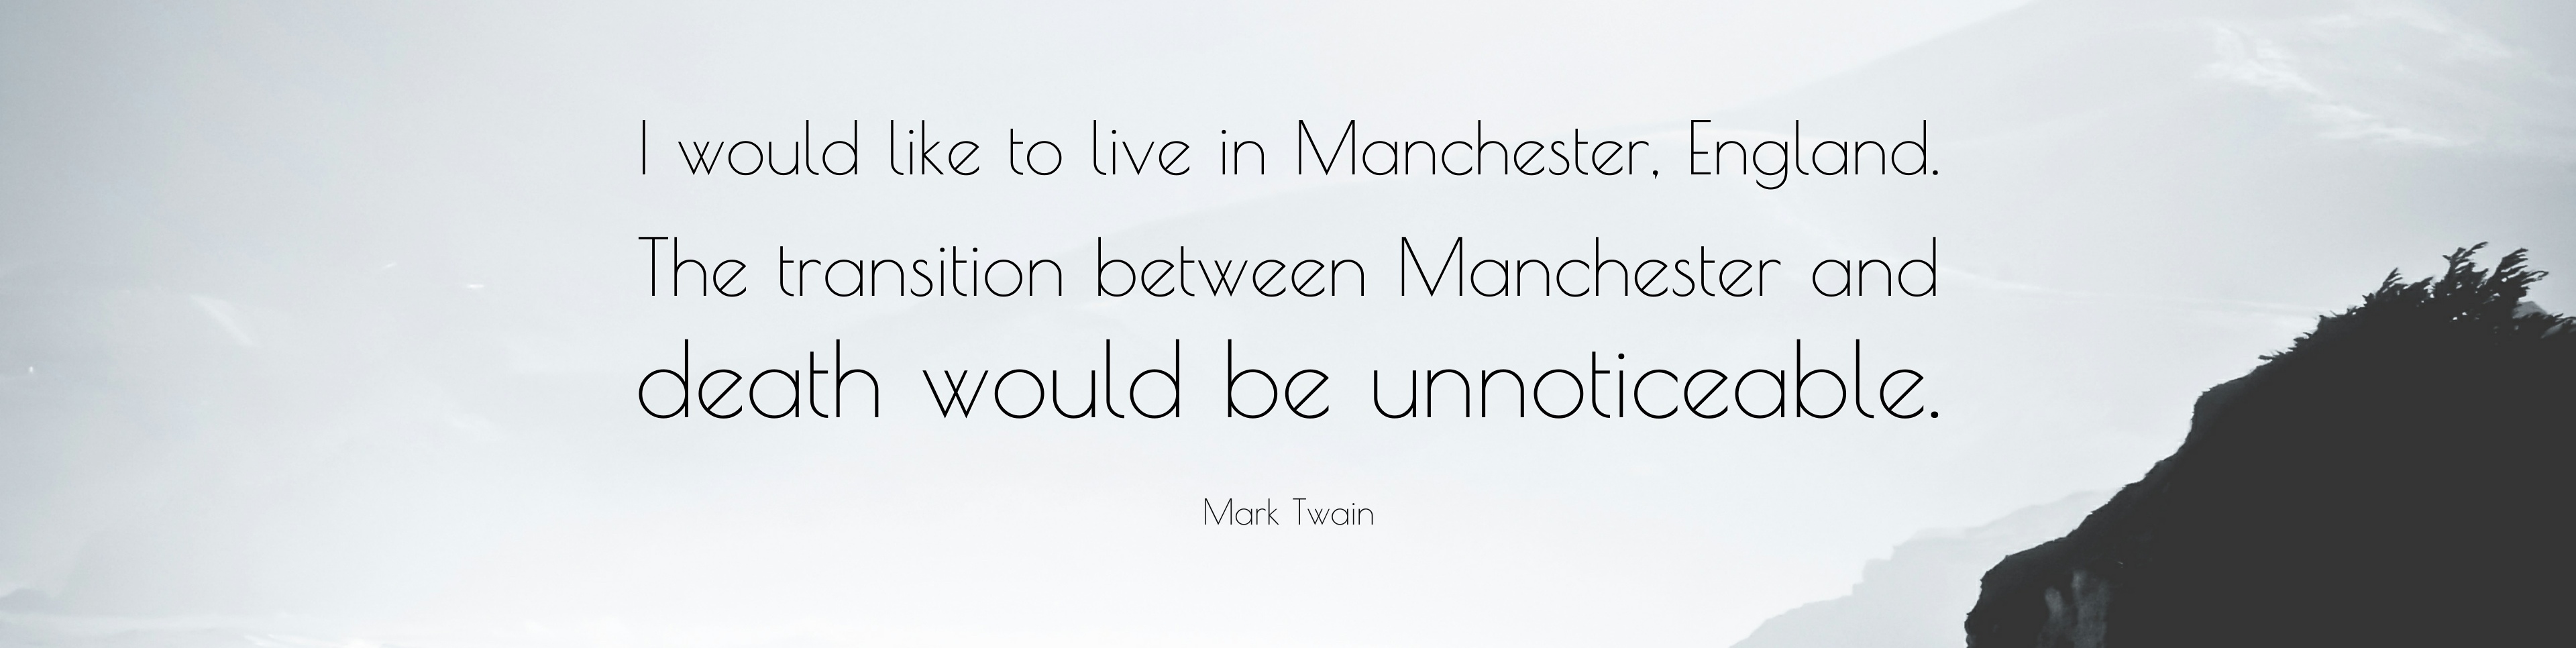 I would like to live in Manchester, England.
The transition between Manchester and
death would be unnoticeable.
Mark Twain